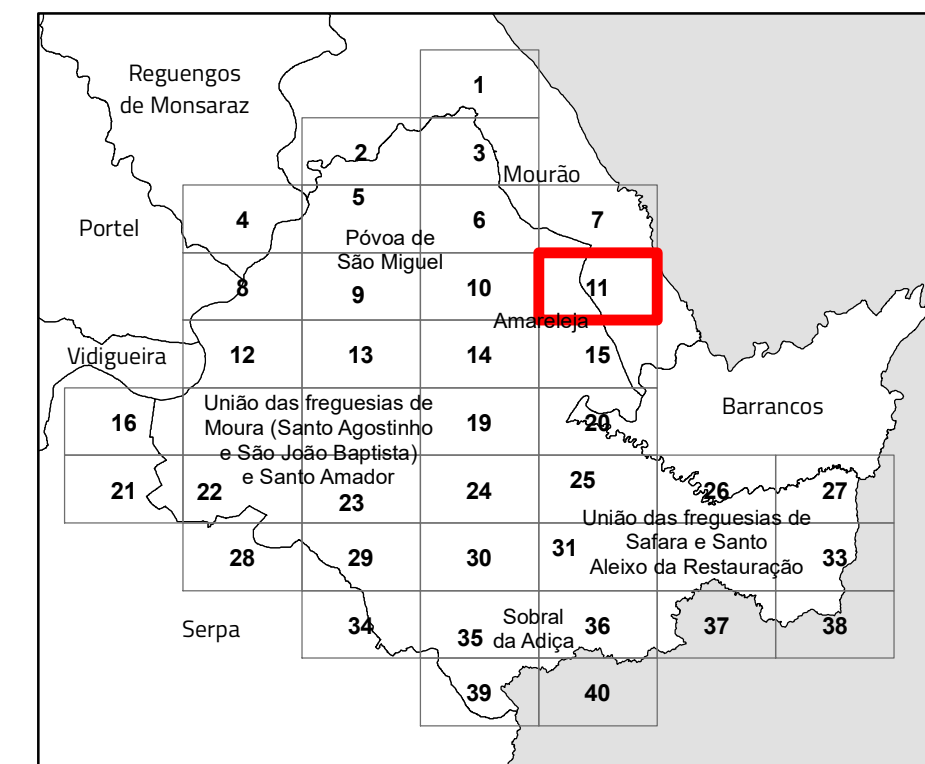 Reguengos
de Monsaraz
1
2
3
Mourão
Portel
4
5
6
7
Póvoa de
São Miguel
8
9
10
11
Amareleja
Vidigueira
12
13
14
15
Barrancos
16
União das freguesias de
Moura (Santo Agostinho
e São João Baptista)
e Santo Amador
19
20
21
22
23
24
25
26
27
União das freguesias de
Safara e Santo
Aleixo da Restauração
28
29
30
31
33
Serpa
34
35
Sobral
da Adiça
36
37
38
39
40